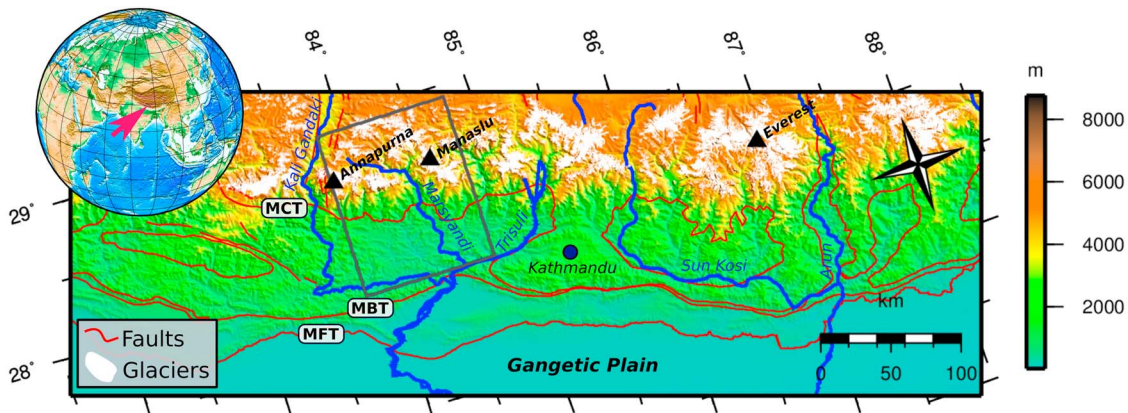 84°
85°
86°
87°
88°
m
8000
6000
4000
2000
29°
28°
Kali Gandaki
Annapurna
Manaslu
Everest
MCT
Marsyandi
Trisuli
Kathmandu
Sun Kosi
Arun
MBT
MFT
km
0 50 100
Gangetic Plain
Faults
Glaciers